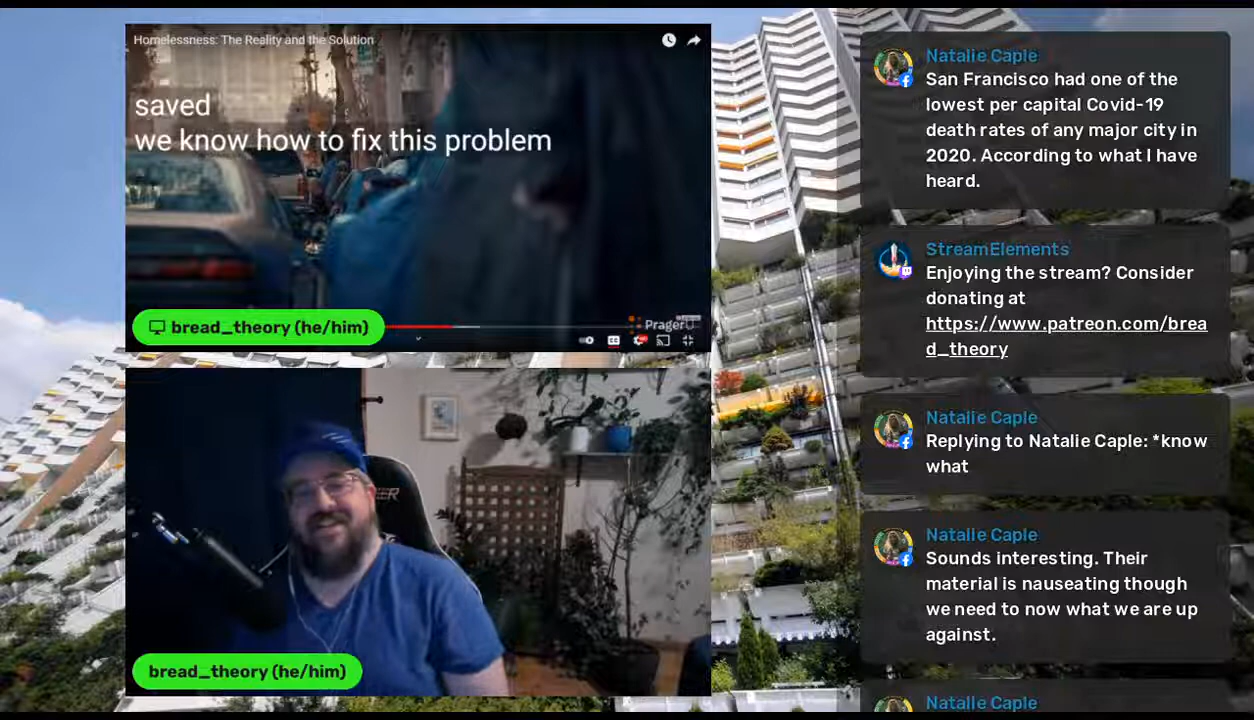 Homelessness: The Reality and the Solution
saved
we know how to fix this problem
PragerU
bread_theory (he/him)
bread_theory (he/him)
Natalie Caple
San Francisco had one of the
lowest per capital Covid-19
death rates of any major city in
2020. According to what I have
heard.
StreamElements
Enjoying the stream? Consider
donating at
https://www.patreon.com/brea
d_theory
Natalie Caple
Replying to Natalie Caple: *know
what
Natalie Caple
Sounds interesting. Their
material is nauseating though
we need to now what we are up
against.
Natalie Caple